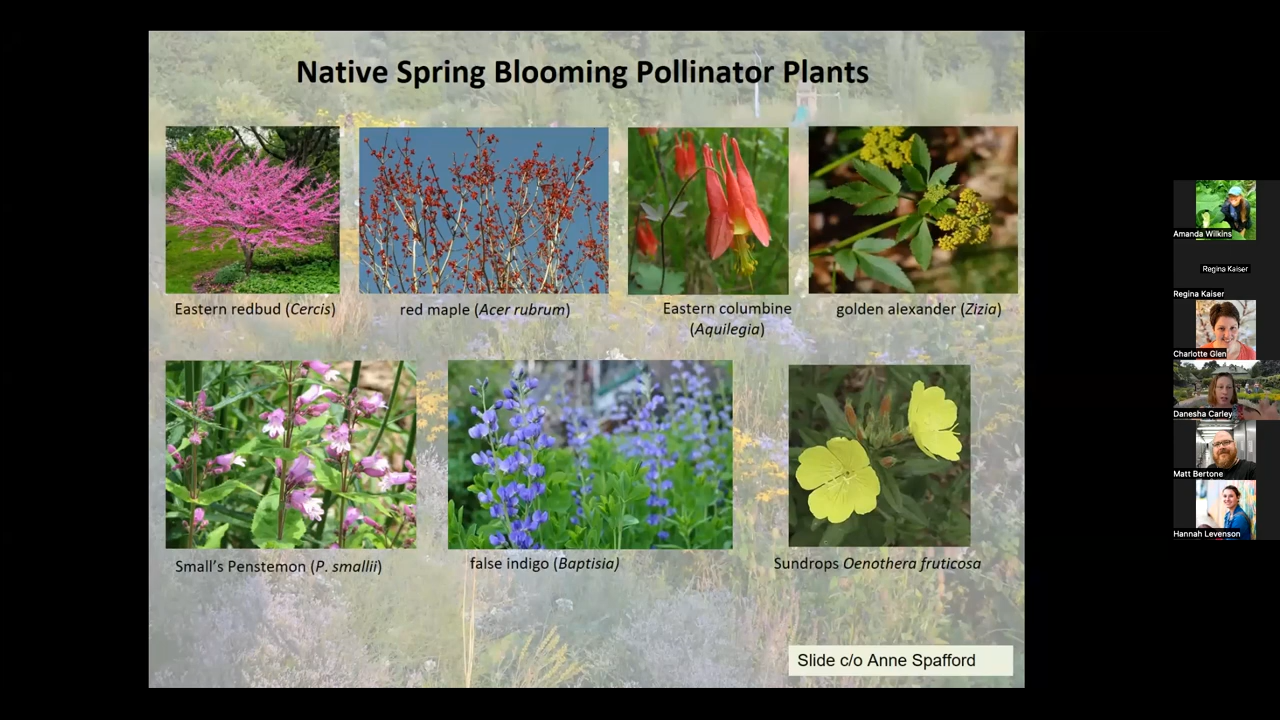 Native Spring Blooming Pollinator Plants
Eastern redbud (Cercis)
red maple (Acer rubrum)
Eastern columbine
(Aquilegia)
golden alexander (Zizia)
Small's Penstemon (P. smallii)
false indigo (Baptisia)
Sundrops Oenothera fruticosa
Slide c/o Anne Spafford
Amanda Wilkins
Regina Kaiser
Regina Kaiser
Charlotte Glen
Danesha Carley
Matt Bertone
Hannah Levenson